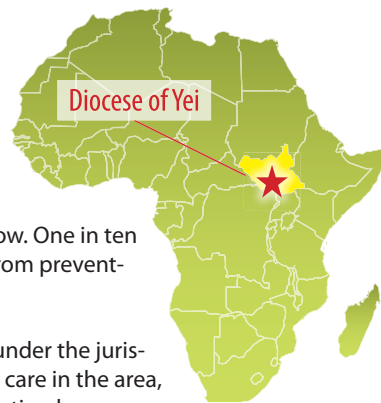 Diocese of Yei
ow. One in ten
rom prevent-
under the juris-
care in the area,